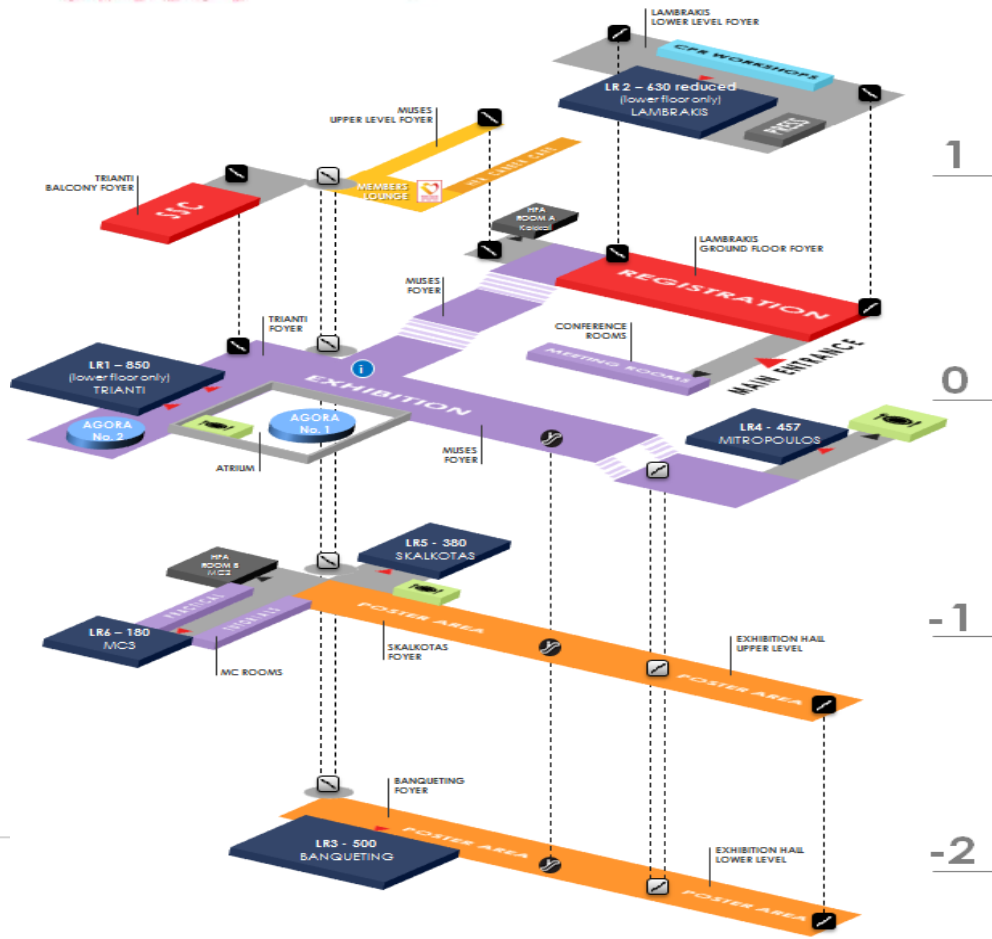 LAMBRAKIS
LOWER LEVEL FOYER
CPR WORKSHOPS
LR 2 – 630 reduced
(lower floor only)
LAMBRAKIS
PRESS
MUSES
UPPER LEVEL FOYER
1
TRIANTI
BALCONY FOYER
SJC
MEMBERS
LOUNGE
HFA
ROOM A
LAMBRAKIS
GROUND FLOOR FOYER
REGISTRATION
MUSES
FOYER
TRIANTI
FOYER
CONFERENCE
ROOMS
MEETING ROOMS
MAIN ENTRANCE
LR1 – 850
(lower floor only)
TRIANTI
i
EXHIBITION
0
AGORA
No. 1
AGORA
No. 2
LR4 - 457
MITROPOULOS
ATRIUM
MUSES
FOYER
LR5 - 380
SKALKOTAS
HFA
ROOM B
MC2
PRACTICAL
TUTORIALS
POSTER AREA
LR6 – 180
MC3
MC ROOMS
SKALKOTAS
FOYER
EXHIBITION HALL
UPPER LEVEL
-1
POSTER AREA
BANQUETING
FOYER
LR3 - 500
BANQUETING
POSTER AREA
EXHIBITION HALL
LOWER LEVEL
-2
POSTER AREA